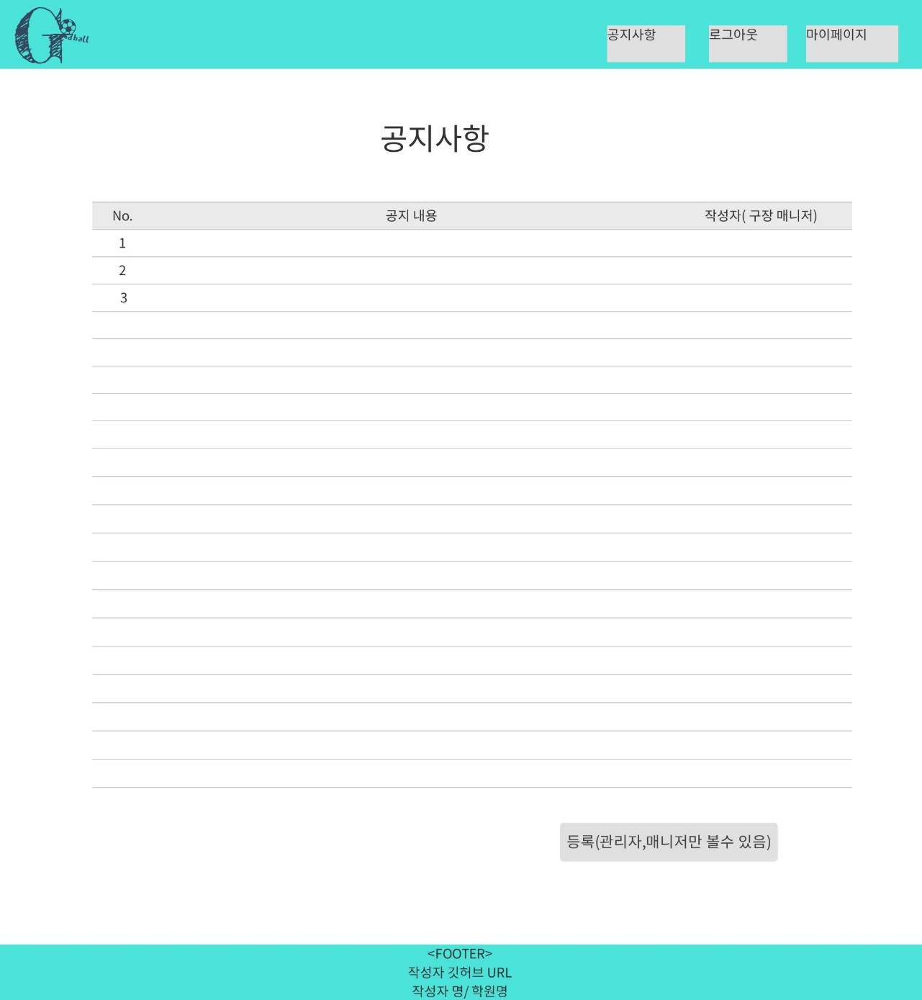 G dball
공지사항 로그아웃 마이페이지
공지사항
No. 공지 내용 작성자( 구장 매니저)
1
2
3
등록(관리자,매니저만 볼수 있음)
<FOOTER>
작성자 깃허브 URL
작성자 명/ 학원명